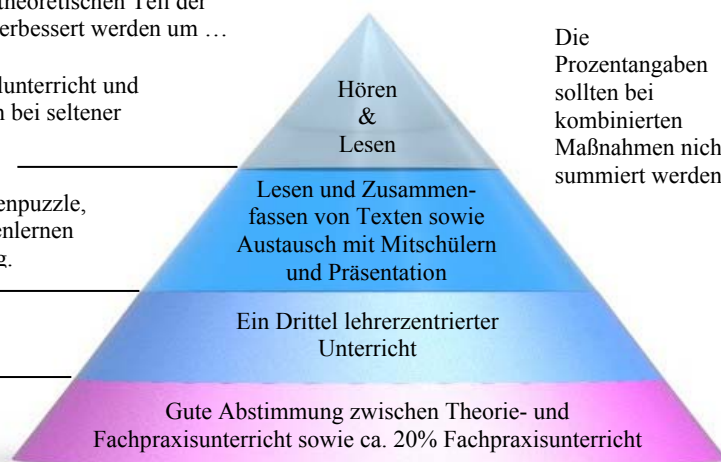 theoretischen Teil der
erbessert werden um …
unterricht und
bei seltener
enpuzzle,
enlernen
g.
Hören
&
Lesen
Lesen und Zusammen-
fassen von Texten sowie
Austausch mit Mitschülern
und Präsentation
Ein Drittel lehrerzentrierter
Unterricht
Gute Abstimmung zwischen Theorie- und
Fachpraxisunterricht sowie ca. 20% Fachpraxisunterricht
Die
Prozentangaben
sollten bei
kombinierten
Maßnahmen nich
summiert werden